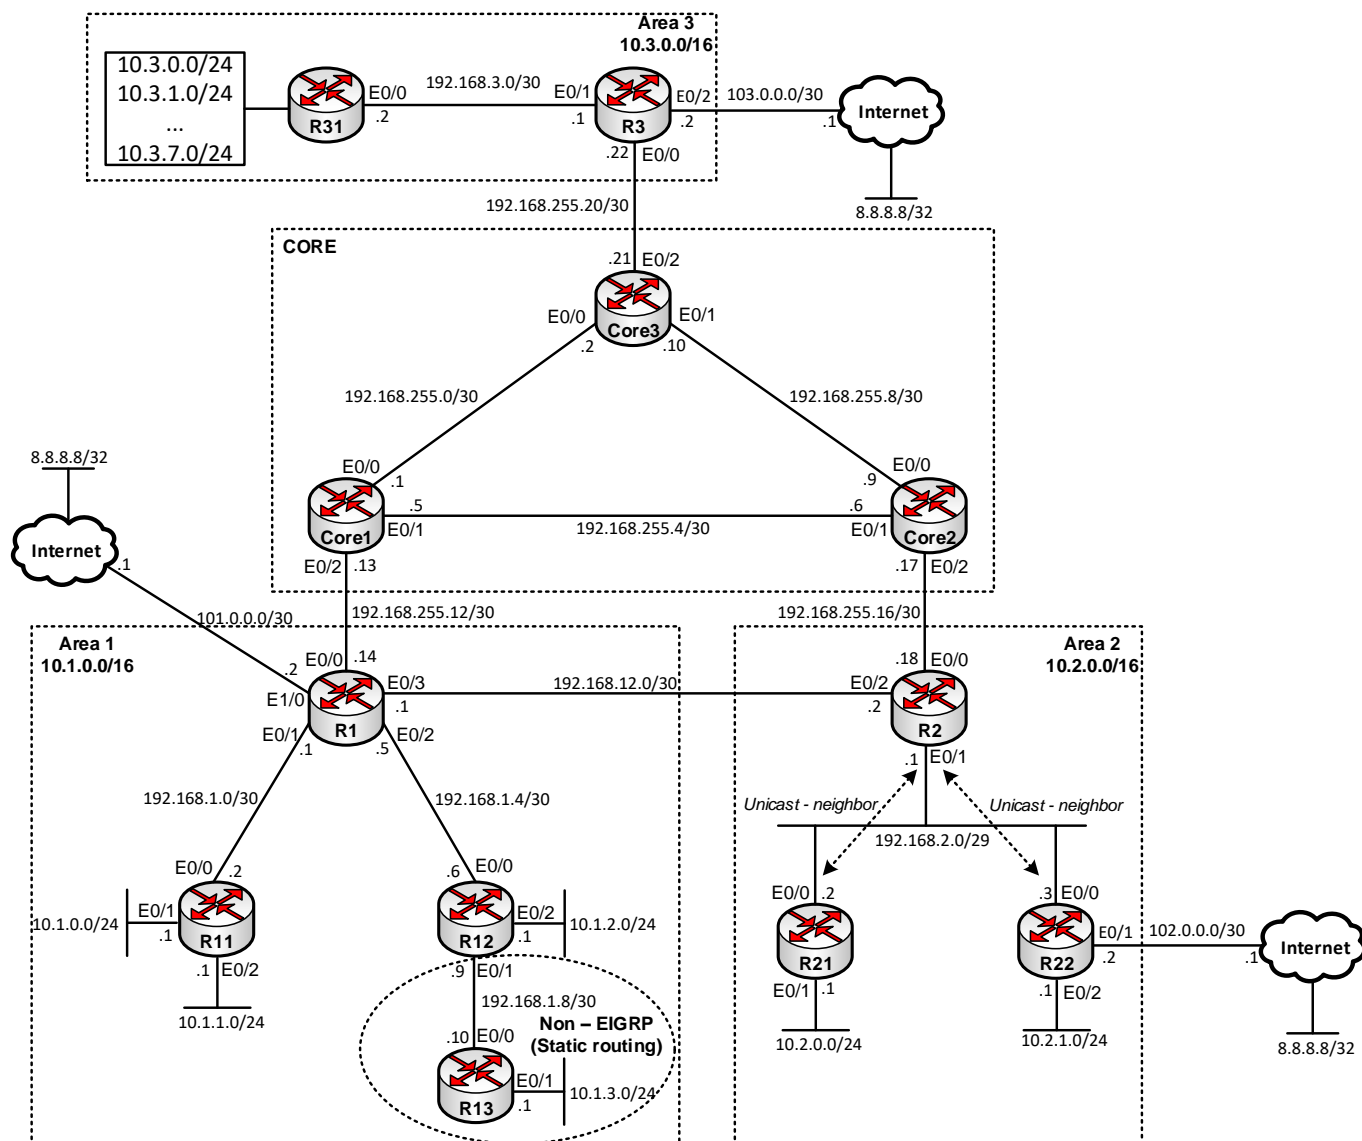 Area 3
10.3.0.0/16
10.3.0.0/24
10.3.1.0/24
...
10.3.7.0/24
R31
E0/0
.2
192.168.3.0/30
E0/1
.1
R3
E0/2
.2
103.0.0.0/30
.1
Internet
8.8.8.8/32
.22
E0/0
192.168.255.20/30
CORE
.21
E0/2
E0/0
Core3
E0/1
.2
.10
192.168.255.0/30
192.168.255.8/30
8.8.8.8/32
E0/0
.1
Core1
.5
E0/1
192.168.255.4/30
E0/0
.9
.6
E0/1
Core2
Internet
.1
E0/2
.13
.17
E0/2
101.0.0.0/30
192.168.255.12/30
192.168.255.16/30
Area 1
10.1.0.0/16
Area 2
10.2.0.0/16
.2
E1/0
E0/0
.14
E0/3
.1
R1
E0/1
.1
.5
E0/2
192.168.12.0/30
.18
E0/0
E0/2
.2
R2
.1
E0/1
192.168.1.0/30
192.168.1.4/30
Unicast - neighbor
Unicast - neighbor
192.168.2.0/29
E0/0
.2
R11
E0/1
.1
10.1.0.0/24
.1
E0/2
10.1.1.0/24
.6
E0/0
R12
E0/2
.1
10.1.2.0/24
.9
E0/1
192.168.1.8/30
Non – EIGRP
(Static routing)
.10
E0/0
R13
E0/1
.1
10.1.3.0/24
E0/0
.2
R21
E0/1
.1
10.2.0.0/24
.3
E0/0
R22
E0/1
.2
102.0.0.0/30
.1
Internet
.1
E0/2
10.2.1.0/24
8.8.8.8/32